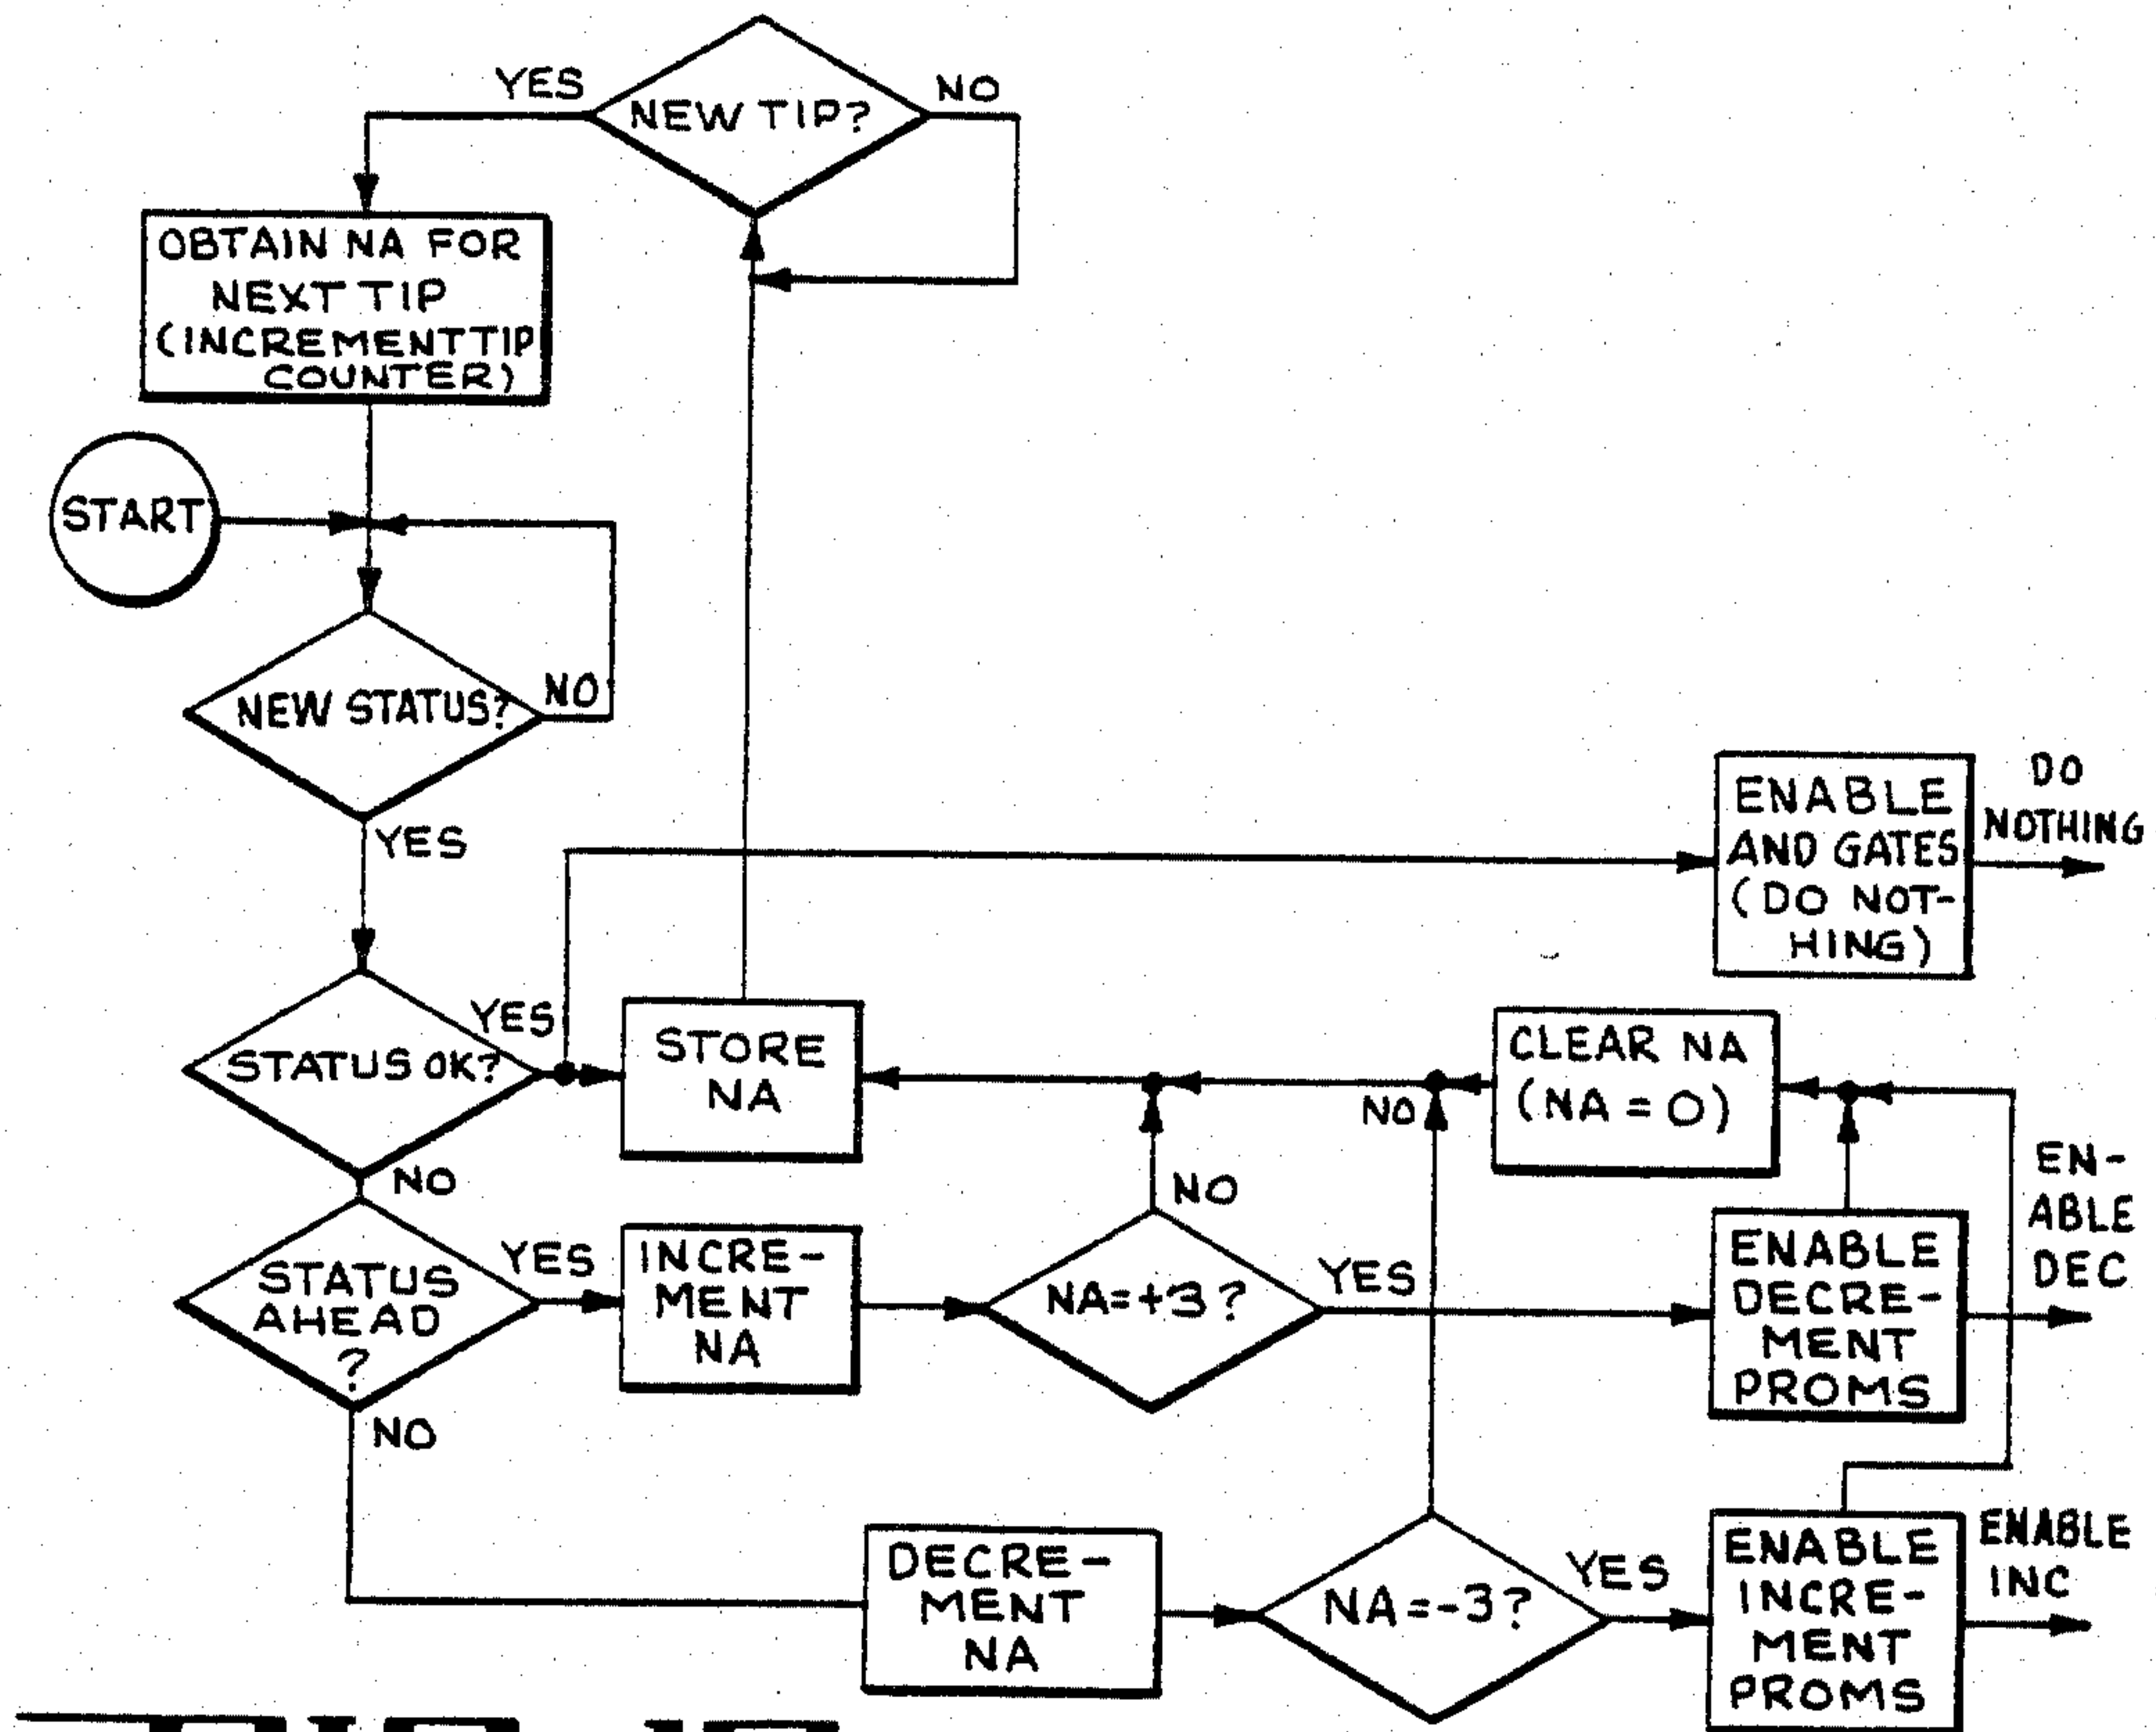 YES
NEW TIP?
NO
OBTAIN NA FOR
NEXT TIP
(INCREMENT TIP
COUNTER)
START
NEW STATUS?
NO
YES
ENABLE
AND GATES
(DO NOT-
HING)
DO
NOTHING
STATUS OK?
YES
NO
STORE
NA
NO
CLEAR NA
(NA = 0)
STATUS
AHEAD
?
YES
NO
INCRE-
MENT
NA
NA=+3?
NO
YES
ENABLE
DECRE-
MENT
PROMS
EN-
ABLE
DEC
DECRE-
MENT
NA
NA=-3?
YES
ENABLE
INCRE-
MENT
PROMS
ENABLE
INC